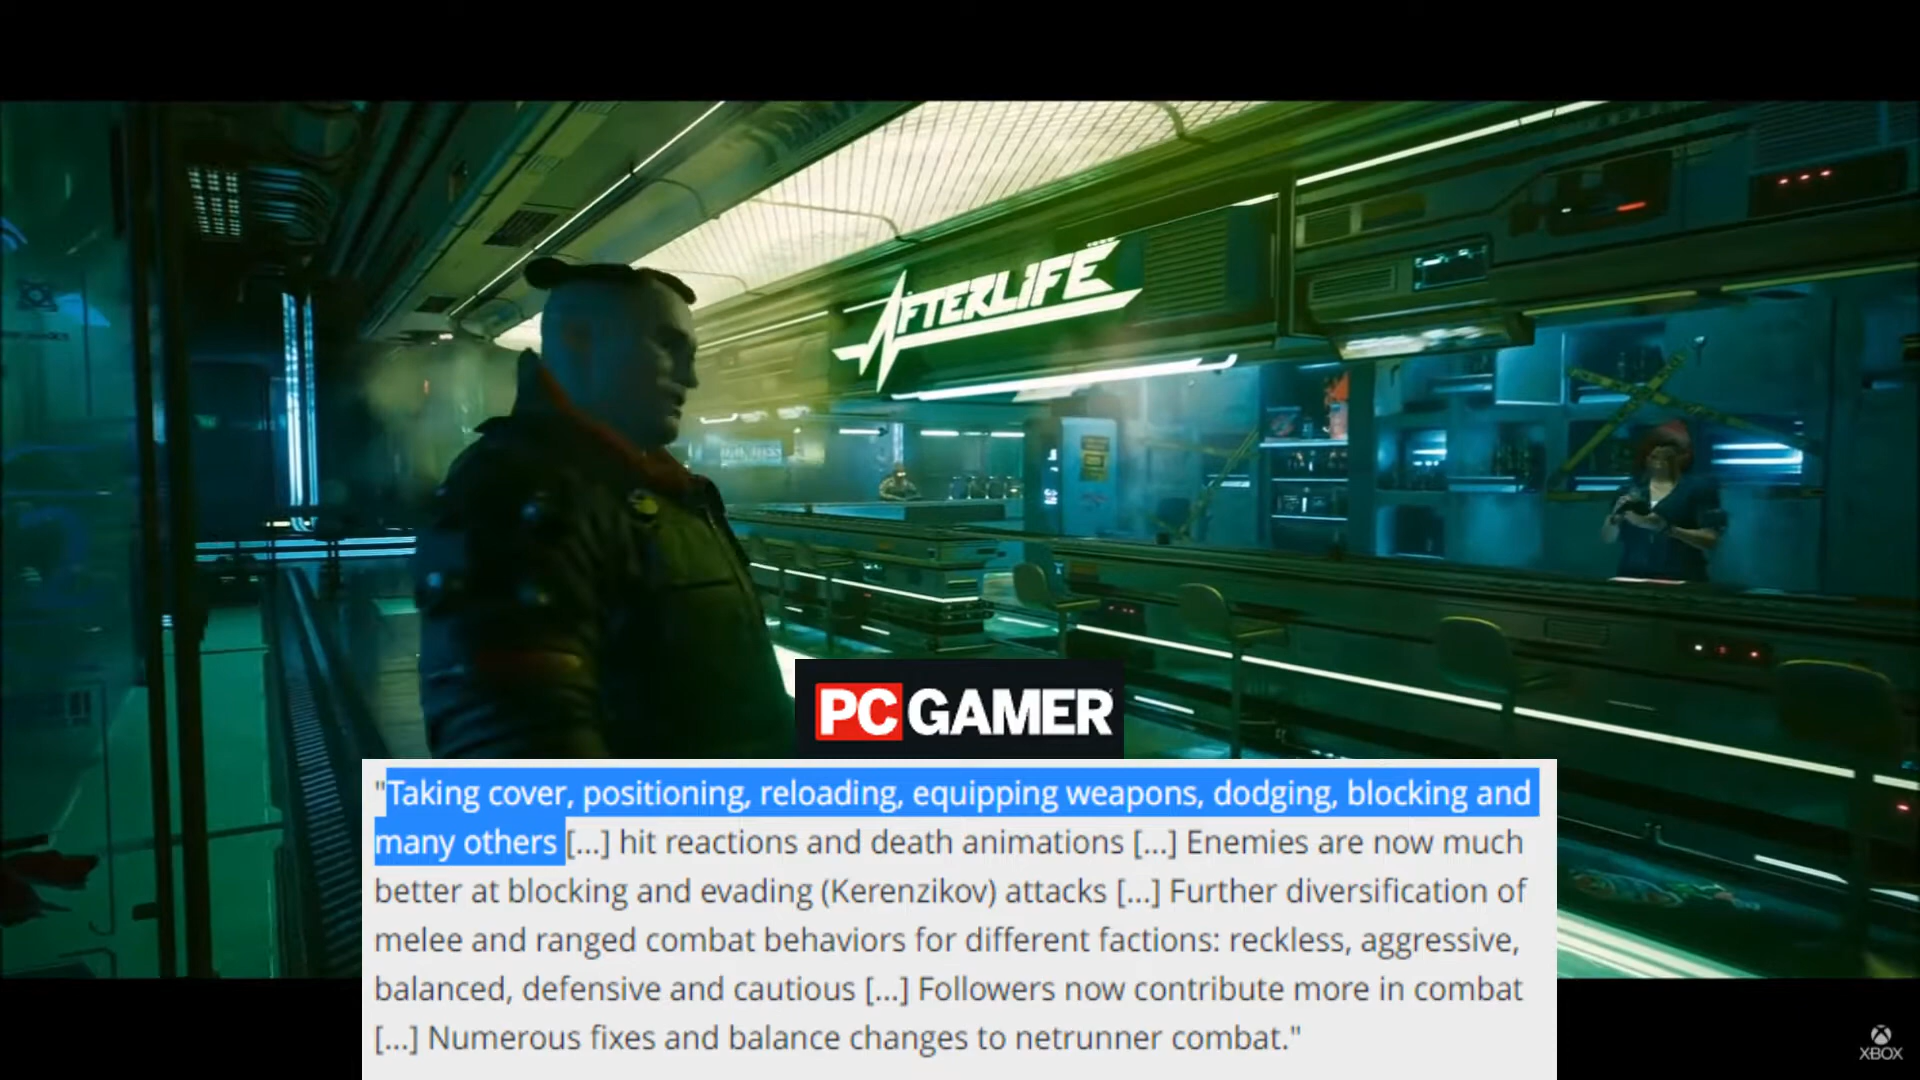 AFTERLIFE
PC GAMER
"Taking cover, positioning, reloading, equipping weapons, dodging, blocking and
many others [...] hit reactions and death animations [...] Enemies are now much
better at blocking and evading (Kerenzikov) attacks [...] Further diversification of
melee and ranged combat behaviors for different factions: reckless, aggressive,
balanced, defensive and cautious [...] Followers now contribute more in combat
[...] Numerous fixes and balance changes to netrunner combat."
XBOX